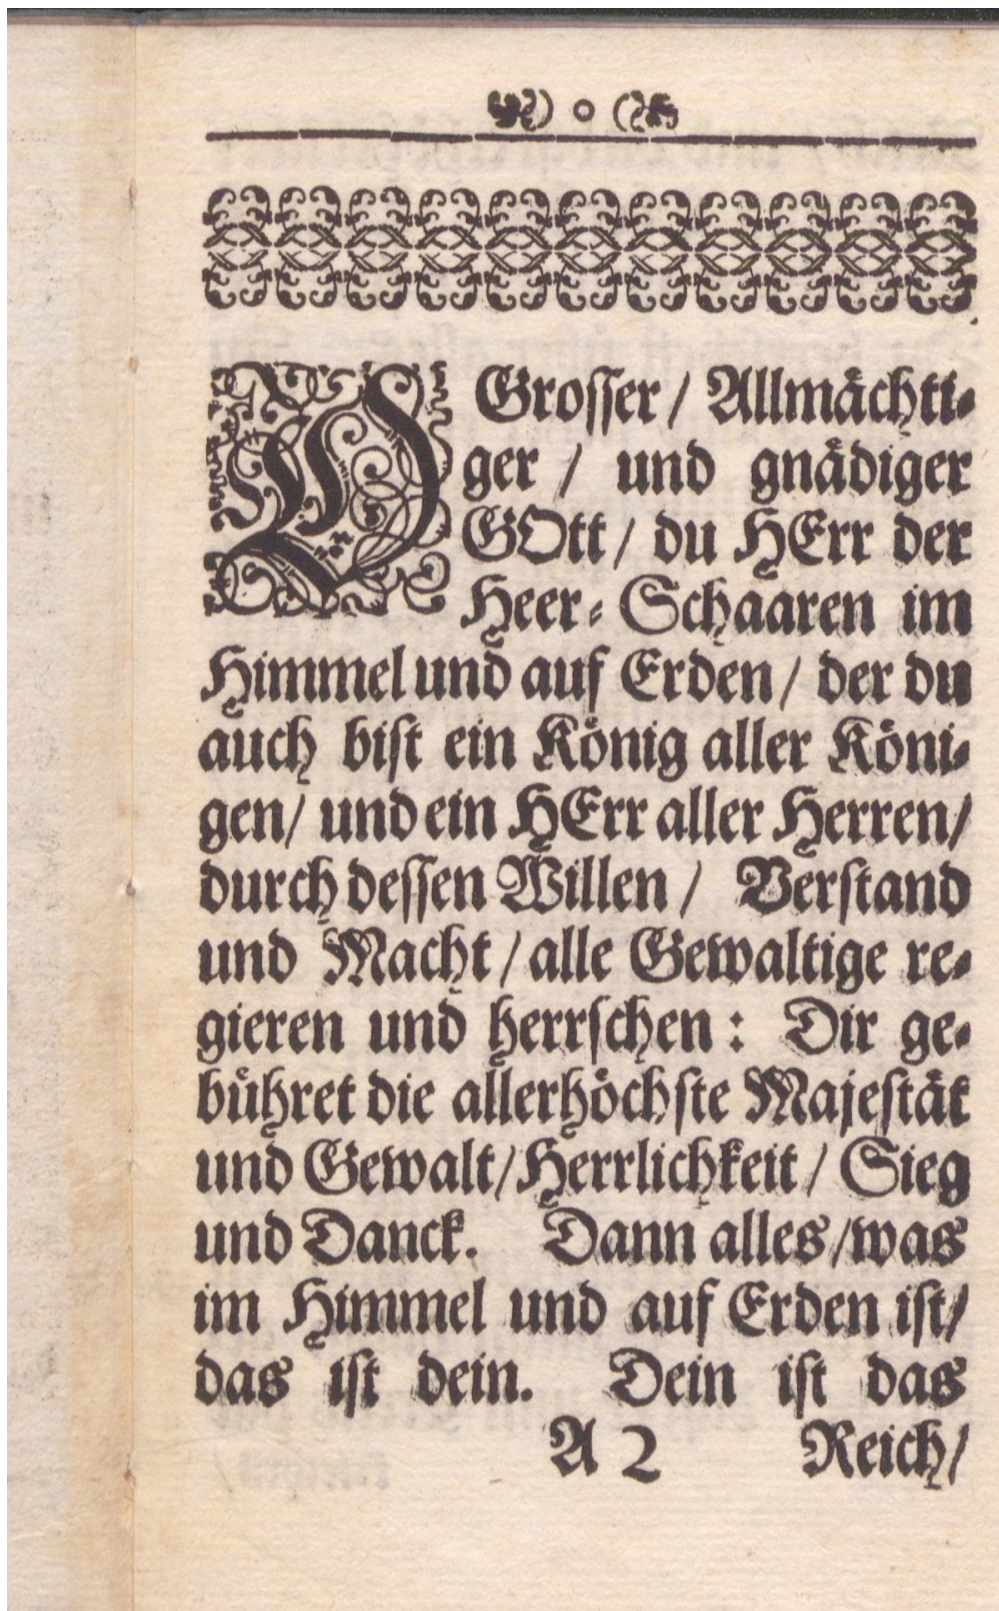 ) o (
O Grosser / Allmächti-
ger / und gnädiger
GOtt / du HErr der
Heer-Schaaren im
Himmel und auf Erden / der du
auch bist ein König aller Köni-
gen / und ein HErr aller Herren /
durch dessen Willen / Verstand
und Macht / alle Gewaltige re-
gieren und herrschen: Dir ge-
bühret die allerhöchste Majestät
und Gewalt / Herrlichkeit / Sieg
und Danck. Dann alles / was
im Himmel und auf Erden ist /
das ist dein. Dein ist das
A 2 Reich /